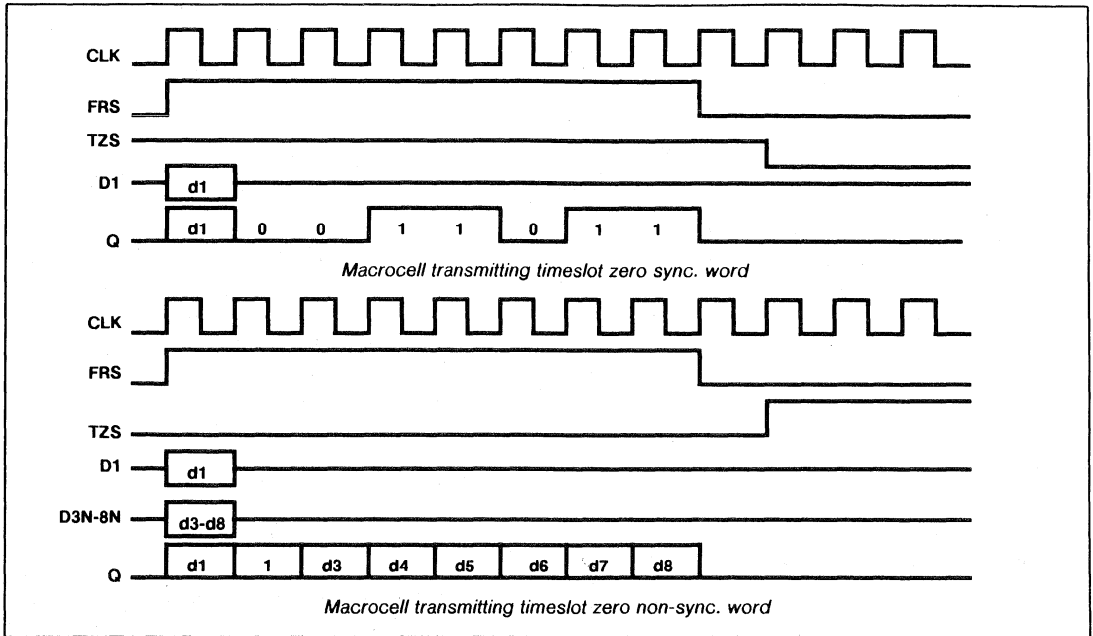 CLK
FRS
TZS
D1 d1
Q d1 0 0 1 1 0 1 1
Macrocell transmitting timeslot zero sync. word
CLK
FRS
TZS
D1 d1
D3N-8N d3-d8
Q d1 1 d3 d4 d5 d6 d7 d8
Macrocell transmitting timeslot zero non-sync. word